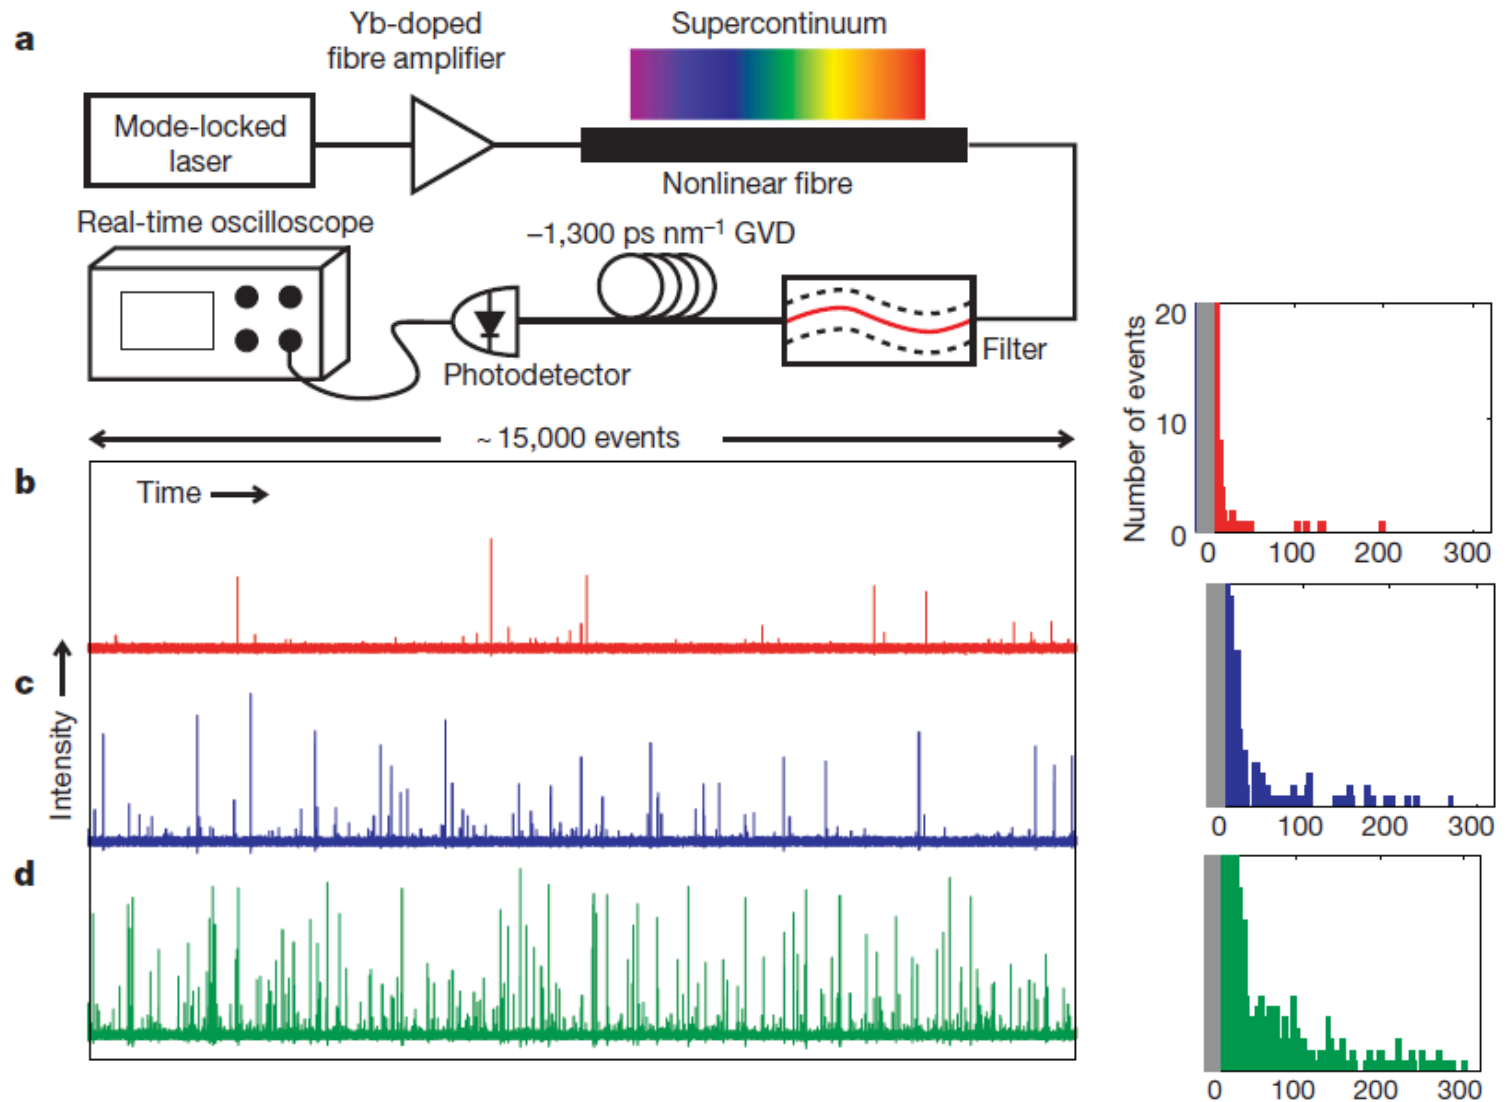 a
Yb-doped
fibre amplifier
Supercontinuum
Mode-locked
laser
Nonlinear fibre
Real-time oscilloscope
–1,300 ps nm⁻¹ GVD
Photodetector
Filter
~ 15,000 events
b
Time
c
d
Intensity
Number of events
20
10
0
0 100 200 300
0 100 200 300
0 100 200 300